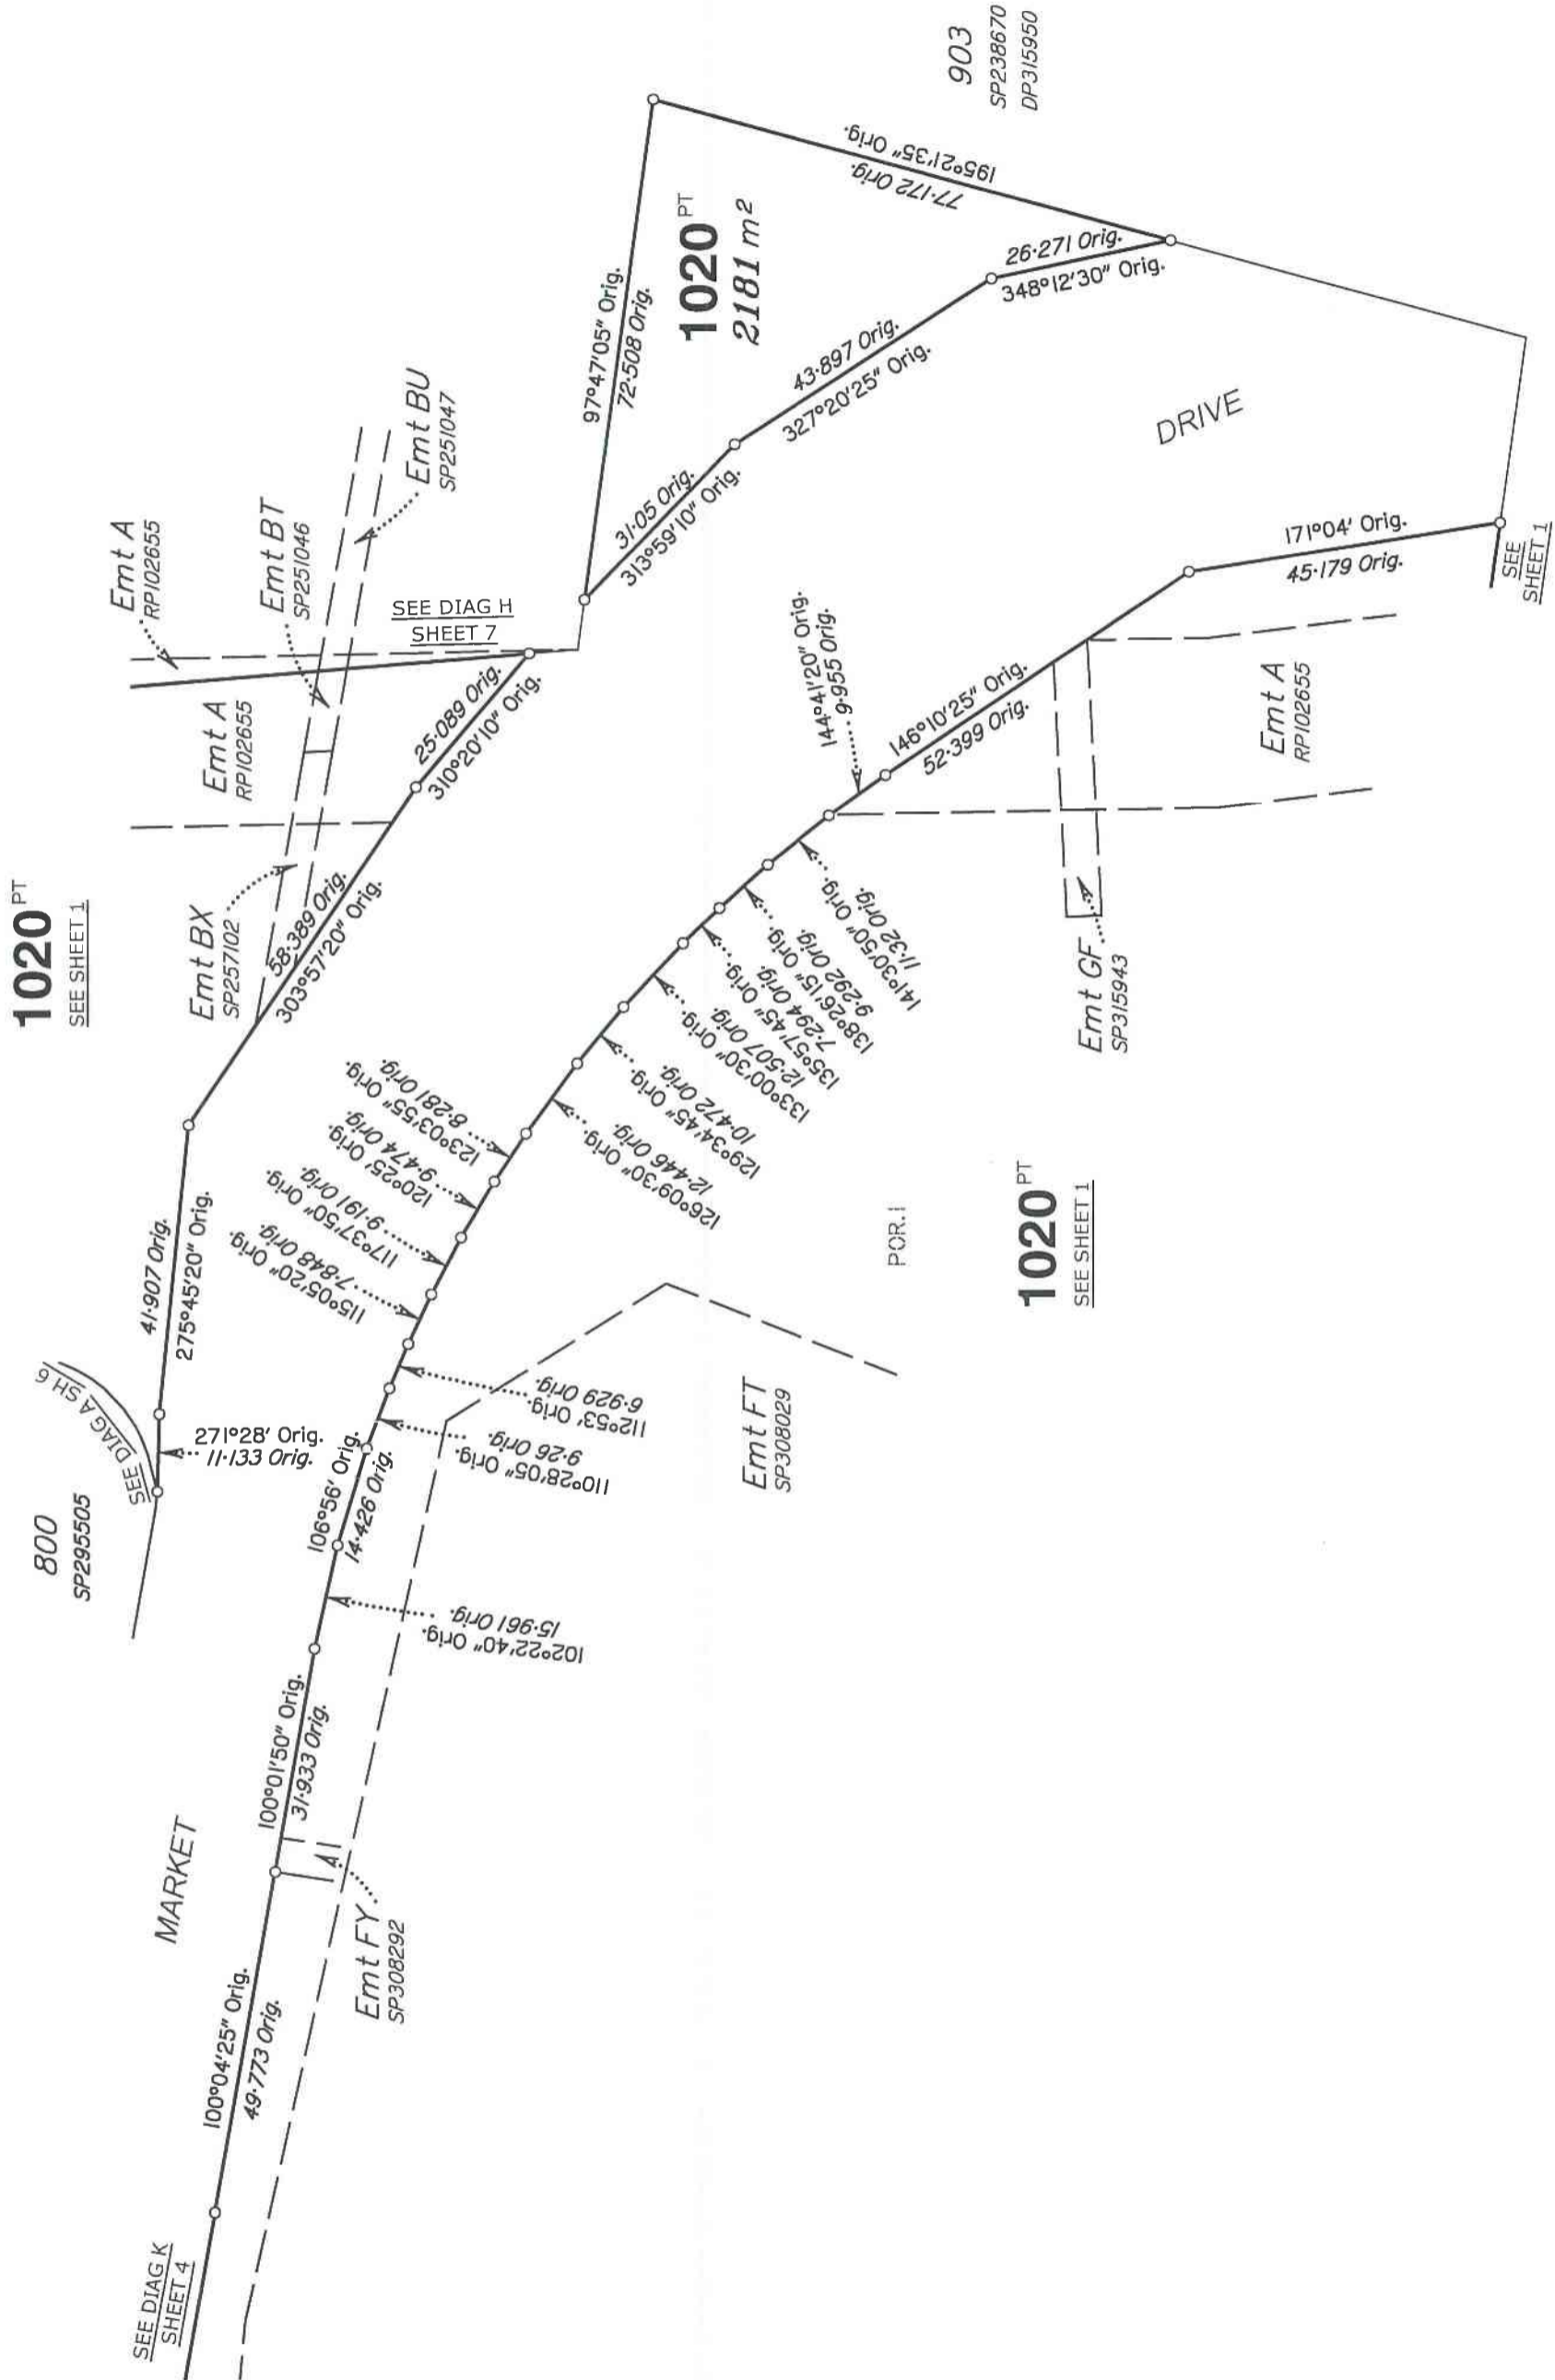 903
SP238670
DP315950
195°21'35" Orig.
77·172 Orig.
1020 PT
2181 m²
97°47'05" Orig.
72·508 Orig.
26·271 Orig.
348°12'30" Orig.
43·897 Orig.
327°20'25" Orig.
31·05 Orig.
313°59'10" Orig.
DRIVE
171°04' Orig.
45·179 Orig.
SEE
SHEET 1
Emt A
RP102655
Emt BT
SP251046
Emt BU
SP251047
SEE DIAG H
SHEET 7
Emt A
RP102655
25·089 Orig.
310°20'10" Orig.
1020 PT
SEE SHEET 1
Emt BX
SP257102
58·389 Orig.
303°57'20" Orig.
144°41'20" Orig.
9·955 Orig.
146°10'25" Orig.
52·399 Orig.
Emt A
RP102655
Emt GF
SP315943
141°30'50" Orig.
11·32 Orig.
138°26'15" Orig.
9·292 Orig.
135°57'45" Orig.
7·294 Orig.
133°00'30" Orig.
12·507 Orig.
129°34'45" Orig.
10·472 Orig.
126°09'30" Orig.
12·446 Orig.
123°03'55" Orig.
8·281 Orig.
120°25' Orig.
9·474 Orig.
117°37'50" Orig.
9·191 Orig.
115°05'20" Orig.
7·848 Orig.
POR.1
1020 PT
SEE SHEET 1
41·907 Orig.
275°45'20" Orig.
SEE DIAG A SH 6
271°28' Orig.
11·133 Orig.
800
SP295505
112°53' Orig.
6·929 Orig.
110°28'05" Orig.
9·26 Orig.
Emt FT
SP308029
106°56' Orig.
14·426 Orig.
102°22'40" Orig.
15·961 Orig.
100°01'50" Orig.
31·933 Orig.
MARKET
Emt FY
SP308292
100°04'25" Orig.
49·773 Orig.
SEE DIAG K
SHEET 4